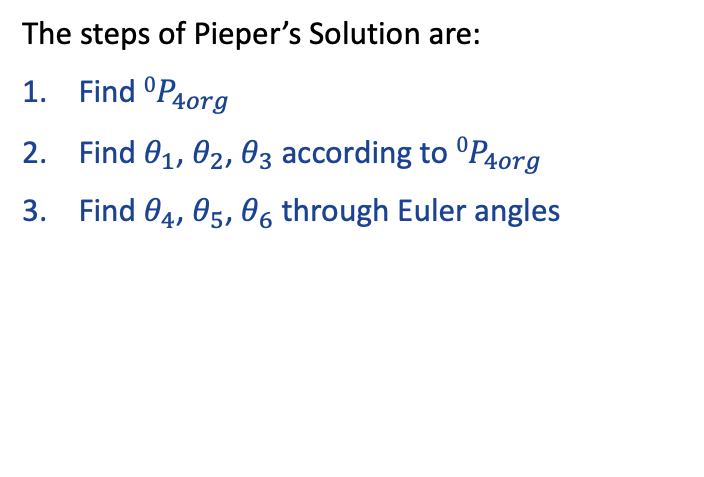 The steps of Pieper’s Solution are:
1. Find ⁰P₄ₒᵣg
2. Find θ₁, θ₂, θ₃ according to ⁰P₄ₒᵣg
3. Find θ₄, θ₅, θ₆ through Euler angles